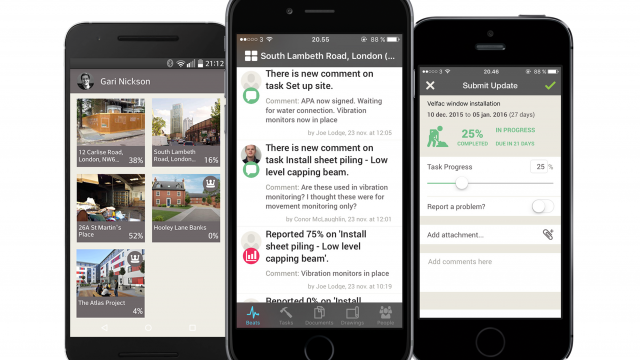 21:12
Gari Nickson
12 Carlise Road,
London, NW6... 38%
South Lambeth
Road, London... 16%
26A St Martin`s
Place 52%
Hooley Lane Banks
0%
The Atlas Project
4%
3 20.55 88 %
South Lambeth Road, London (...
There is new comment on
task Set up site.
Comment: APA now signed. Waiting
for water connection. Vibration
monitors now in place
by Joe Lodge, 23 nov. at 12:05
There is new comment on
task Install sheet piling - Low
level capping beam.
Comment: Are these used in vibration
monitoring? I thought these were for
movement monitoring only?
by Conor McLaughlin, 23 nov. at 12:01
Reported 75% on 'Install
sheet piling - Low level
capping beam'.
Comment: Vibration monitors in place
by Joe Lodge, 23 nov. at 10:19
Reported 0% on 'Install
Beats Tasks Documents Drawings People
3 20.46 86 %
Submit Update
Velfac window installation
10 dec. 2015 to 05 jan. 2016 (27 days)
25% IN PROGRESS
COMPLETED DUE IN 21 DAYS
Task Progress 25 %
Report a problem?
Add attachment...
Add comments here